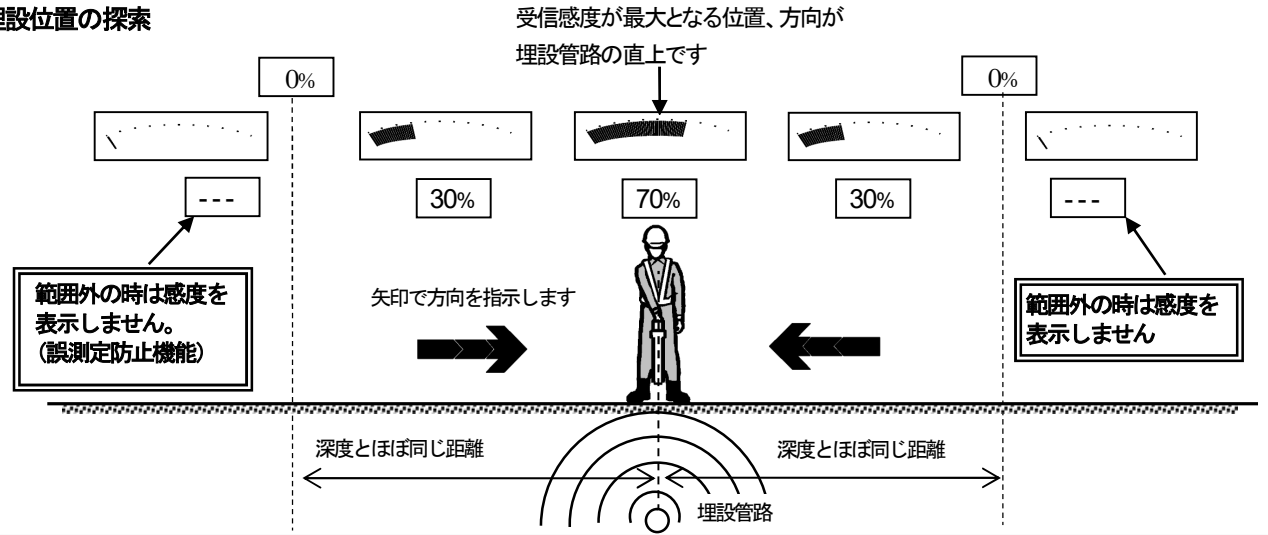 埋設位置の探索
受信感度が最大となる位置、方向が
埋設管路の直上です
0%
0%
---
30%
70%
30%
---
範囲外の時は感度を
表示しません。
(誤測定防止機能)
矢印で方向を指示します
範囲外の時は感度を
表示しません
深度とほぼ同じ距離
深度とほぼ同じ距離
埋設管路